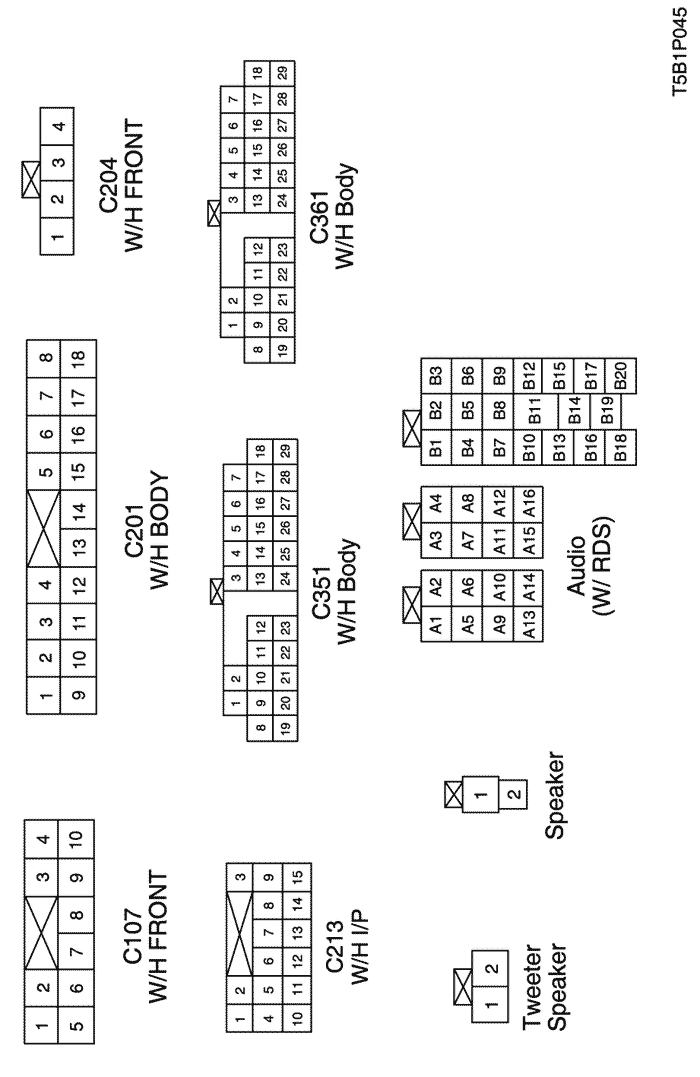 1 2 3 4
5 6 7 8 9 10
C107
W/H FRONT
1 2 3 4 5 6 7 8
9 10 11 12 13 14 15 16 17 18
C201
W/H BODY
1 2 3 4
C204
W/H FRONT
1 2 3
4 5 6 7 8 9
10 11 12 13 14 15
C213
W/H I/P
1 2 3 4 5 6 7
8 9 10 11 12 13 14 15 16 17 18
19 20 21 22 23 24 25 26 27 28 29
C351
W/H Body
1 2 3 4 5 6 7
8 9 10 11 12 13 14 15 16 17 18
19 20 21 22 23 24 25 26 27 28 29
C361
W/H Body
1 2
Tweeter
Speaker
1
2
Speaker
A1 A2 A3 A4
A5 A6 A7 A8
A9 A10 A11 A12
A13 A14 A15 A16
B1 B2 B3
B4 B5 B6
B7 B8 B9
B10 B11 B12
B13 B14 B15
B16 B19 B17
B18 B20
Audio
(W/ RDS)
T5B1P045